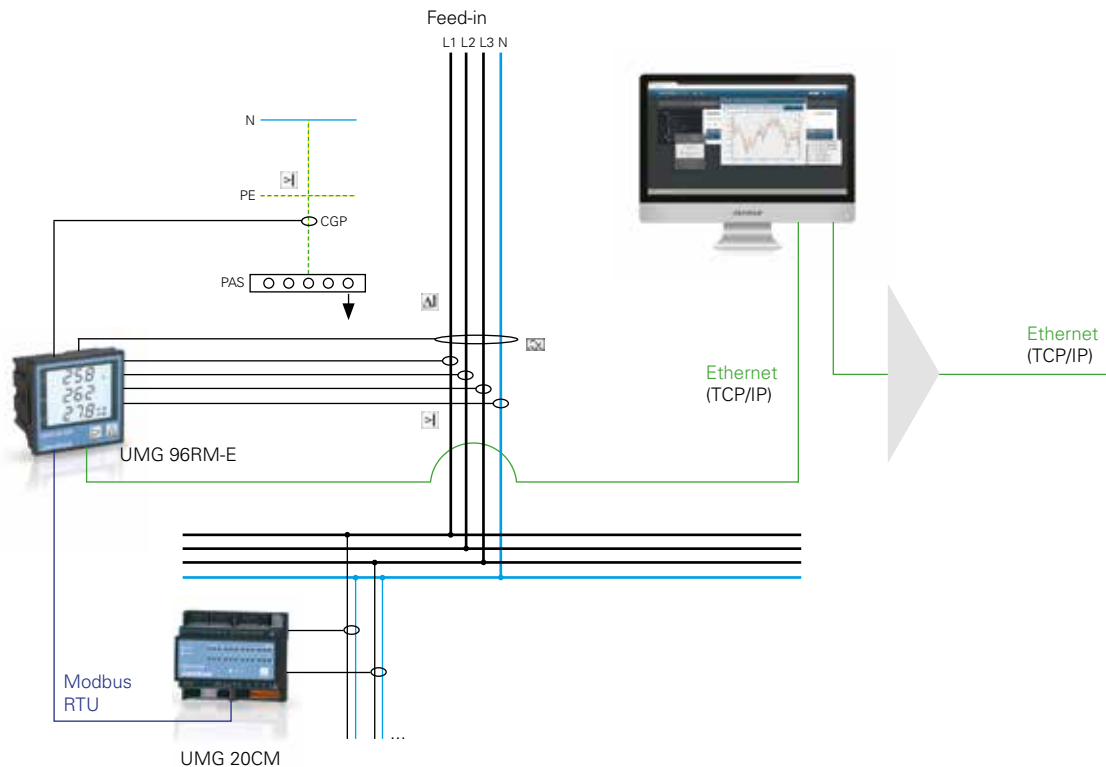 Feed-in
L1 L2 L3 N
N
PE
CGP
PAS
>I
ΔI
>I
258
262
278
UMG 96RM-E
Ethernet
(TCP/IP)
Ethernet
(TCP/IP)
Modbus
RTU
...
UMG 20CM